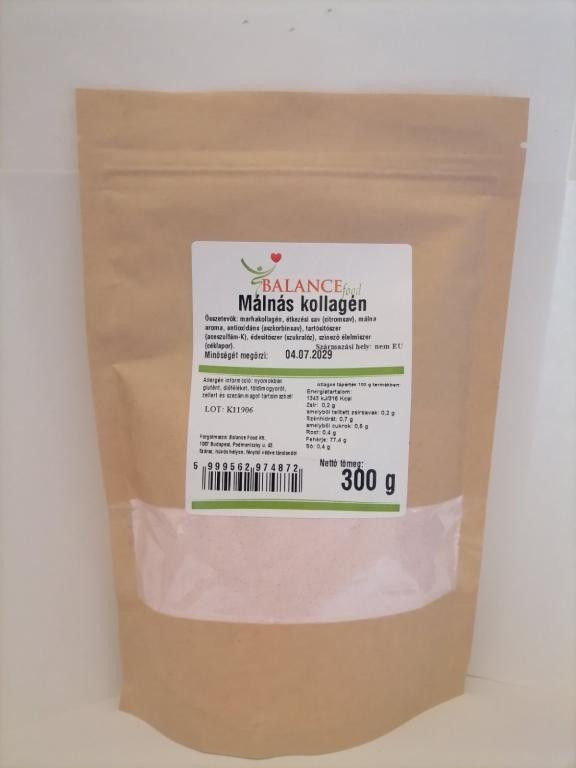 BALANCE food
Málnás kollagén
Összetevők: marhakollagén, étkezési sav (citromsav), málna
aroma, antioxidáns (aszkorbinsav), tartósítószer
(aceszulfám-K), édesítőszer (szukralóz), színező élelmiszer
(céklapor).
Származási hely: nem EU
Minőségét megőrzi: 04.07.2029
Allergén információ: nyomokban
glutént, dióféléket, földimogyorót,
zellert és szezámmagot tartalmazhat!
LOT: K11906
Átlagos tápérték 100 g termékben:
Energiatartalom:
1343 kJ/316 Kcal
Zsír: 0,2 g
amelyből telített zsírsavak: 0,2 g
Szénhidrát: 0,7 g
amelyből cukrok: 0,6 g
Rost: 0,4 g
Fehérje: 77,4 g
Só: 0,4 g
Forgalmazza: Balance Food Kft.
1067 Budapest, Podmaniczky u. 43.
Száraz, hűvös helyen, fénytől védve tárolandó!
5 999562 974872
Nettó tömeg:
300 g